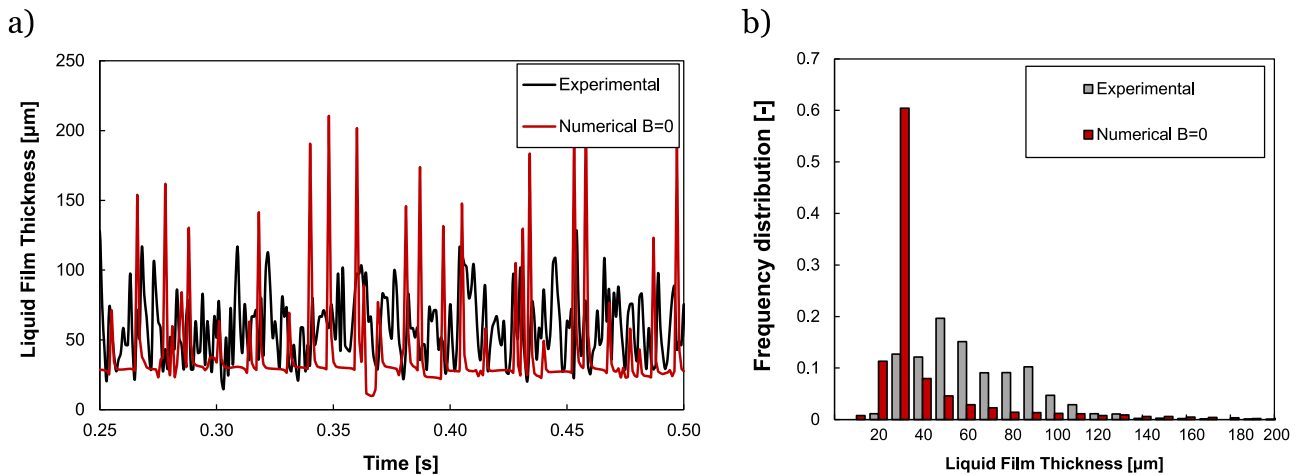 a)
250
200
150
100
50
0
Liquid Film Thickness [µm]
Experimental
Numerical B=0
0.25 0.30 0.35 0.40 0.45 0.50
Time [s]
b)
0.7
0.6
0.5
0.4
0.3
0.2
0.1
0
Frequency distribution [-]
Experimental
Numerical B=0
20 40 60 80 100 120 140 160 180 200
Liquid Film Thickness [µm]